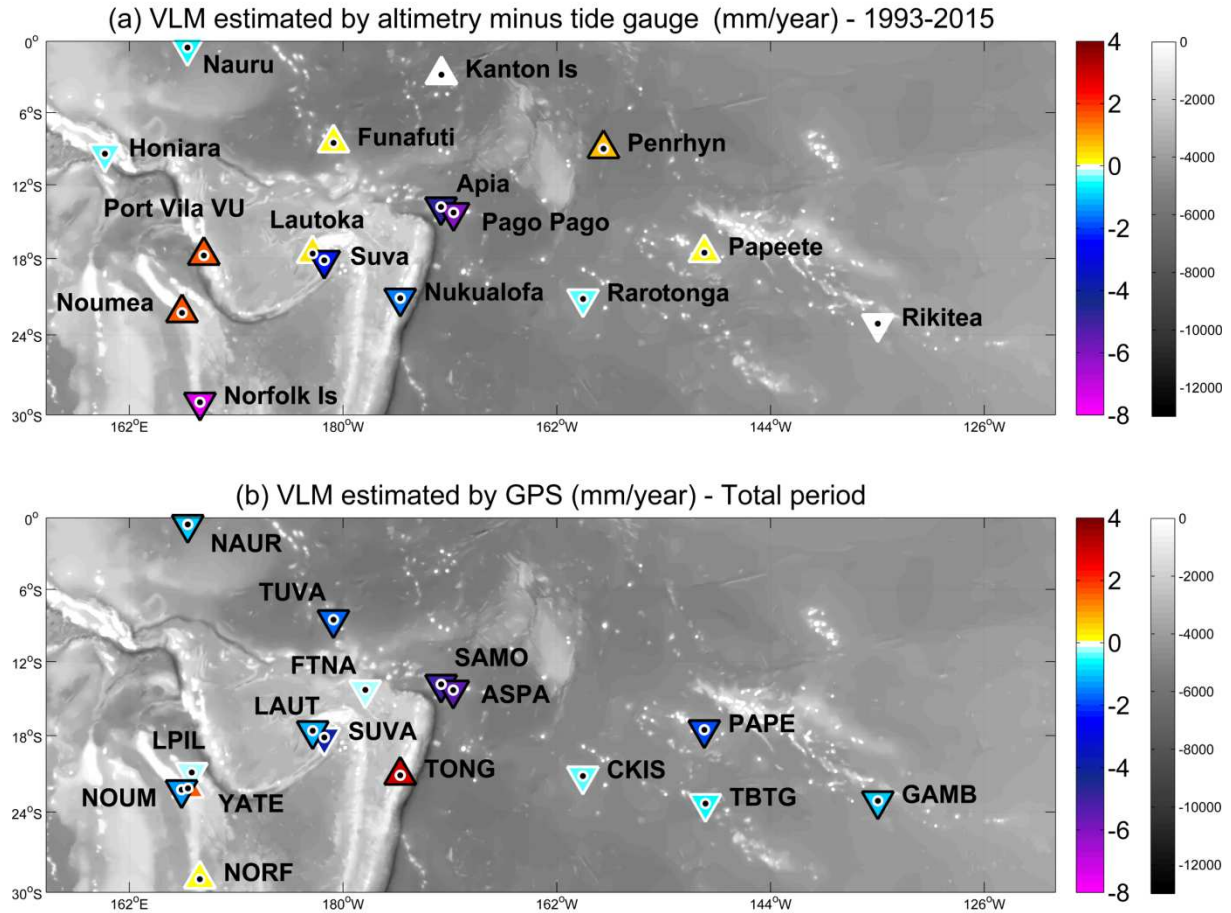 (a) VLM estimated by altimetry minus tide gauge (mm/year) - 1993-2015
0°
6°S
12°S
18°S
24°S
30°S
Nauru
Kanton Is
Honiara
Funafuti
Penrhyn
Apia
Port Vila VU
Lautoka
Pago Pago
Suva
Papeete
Noumea
Nukualofa
Rarotonga
Rikitea
Norfolk Is
162°E
180°W
162°W
144°W
126°W
4
2
0
-2
-4
-6
-8
0
-2000
-4000
-6000
-8000
-10000
-12000
(b) VLM estimated by GPS (mm/year) - Total period
0°
6°S
12°S
18°S
24°S
30°S
NAUR
TUVA
FTNA
SAMO
ASPA
LAUT
SUVA
PAPE
LPIL
TONG
CKIS
NOUM
YATE
TBTG
GAMB
NORF
162°E
180°W
162°W
144°W
126°W
4
2
0
-2
-4
-6
-8
0
-2000
-4000
-6000
-8000
-10000
-12000